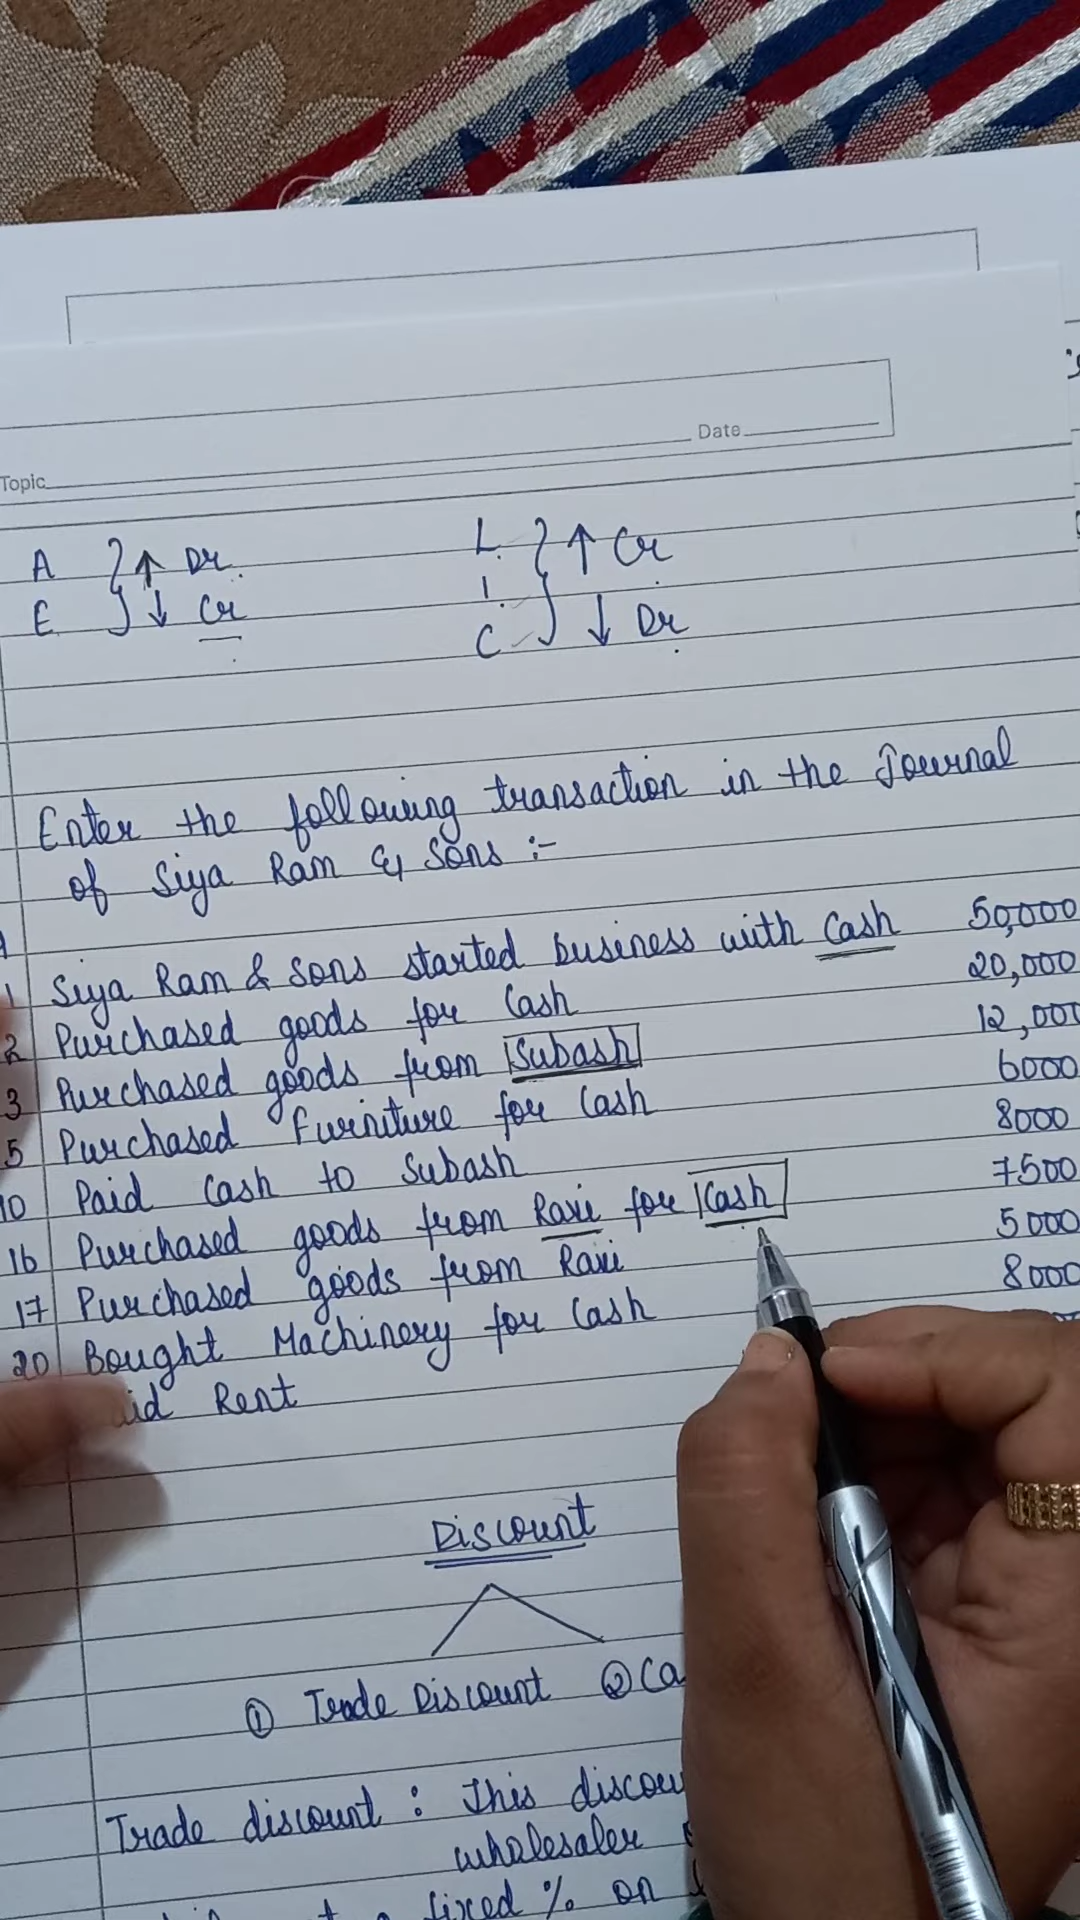 Date
Topic
A } ↑ Dr. L } ↑ Cr
E } ↓ Cr I
C ↓ Dr
Enter the following transaction in the Journal
of Siya Ram & Sons :-
1 Siya Ram & Sons started business with Cash 50,000
2 Purchased goods for Cash 20,000
3 Purchased goods from Subash 12,000
5 Purchased Furniture for Cash 6000
10 Paid Cash to Subash 8000
16 Purchased goods from Ravi for Cash 7500
17 Purchased goods from Ravi 5000
20 Bought Machinery for Cash 8000
Rent
Discount
① Trade Discount ②
Trade discount : This
wholesaler
fixed % on